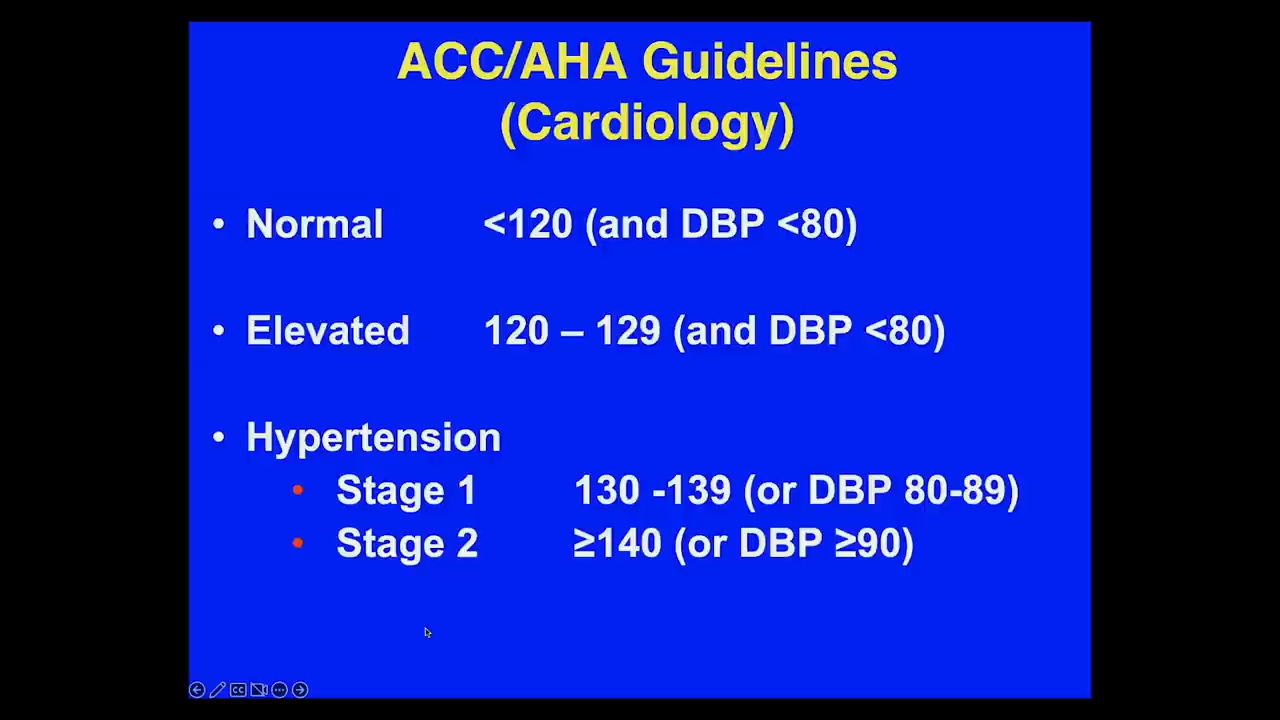 ACC/AHA Guidelines
(Cardiology)
• Normal <120 (and DBP <80)
• Elevated 120 – 129 (and DBP <80)
• Hypertension
• Stage 1 130 -139 (or DBP 80-89)
• Stage 2 ≥140 (or DBP ≥90)
CC